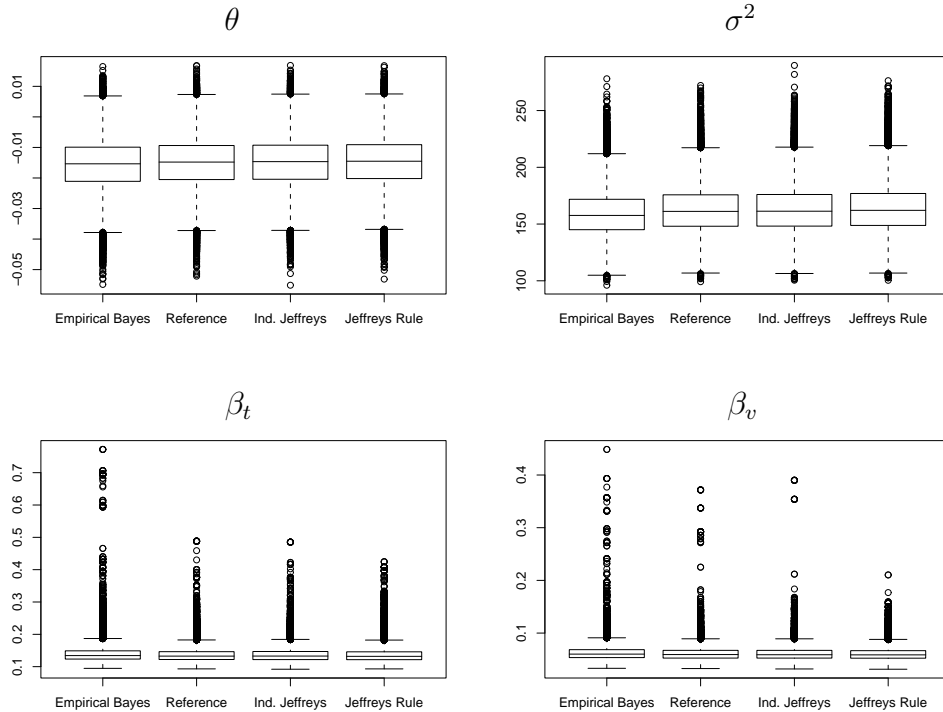 θ
0.01
−0.01
−0.03
−0.05
Empirical Bayes Reference Ind. Jeffreys Jeffreys Rule
σ²
250
200
150
100
Empirical Bayes Reference Ind. Jeffreys Jeffreys Rule
βₜ
0.7
0.6
0.5
0.4
0.3
0.2
0.1
Empirical Bayes Reference Ind. Jeffreys Jeffreys Rule
βᵥ
0.4
0.3
0.2
0.1
Empirical Bayes Reference Ind. Jeffreys Jeffreys Rule